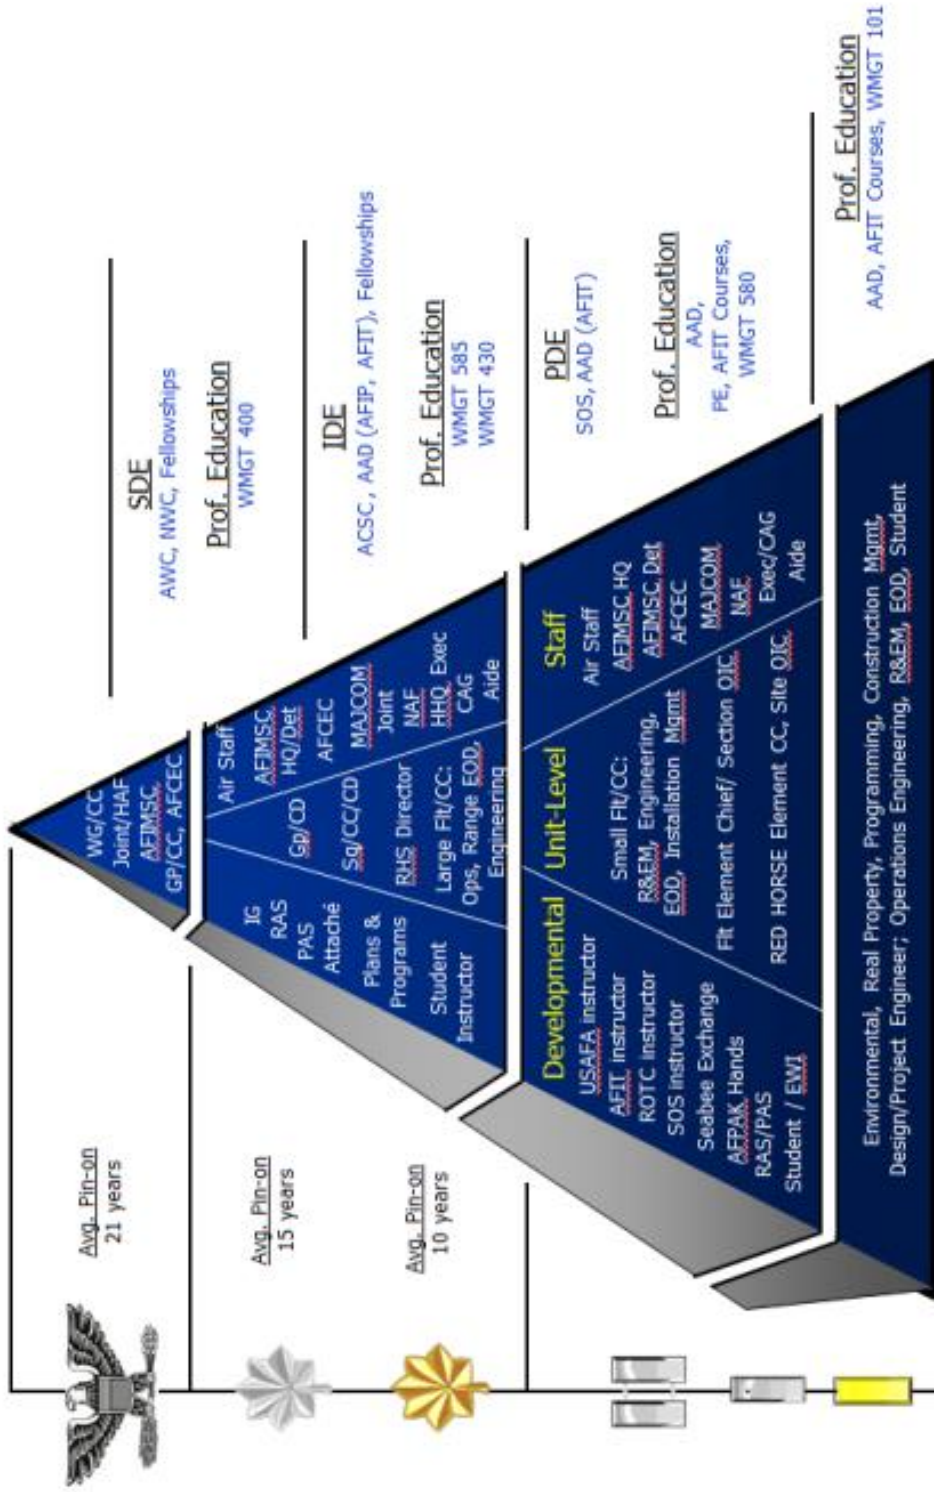 Avg. Pin-on
21 years
WG/CC
Joint/HAF
AFIMSC,
GP/CC, AFCEC
SDE
AWC, NWC, Fellowships
Prof. Education
WMGT 400
Avg. Pin-on
15 years
Avg. Pin-on
10 years
IG
RAS
PAS
Attaché
Plans &
Programs
Student
Instructor
Gp/CD
Sq/CC/CD
RHS Director
Large Flt/CC:
Ops, Range EOD,
Engineering
Air Staff
AFIMSC,
HQ/Det
AFCEC
MAJCOM
Joint
NAF
HHQ Exec
CAG
Aide
IDE
ACSC, AAD (AFIP, AFIT), Fellowships
Prof. Education
WMGT 585
WMGT 430
Developmental
USAFA instructor
AFIT instructor
ROTC instructor
SOS instructor
Seabee Exchange
AFPAK Hands
RAS/PAS
Student / EWI
Unit-Level
Small Flt/CC:
R&EM, Engineering,
EOD, Installation Mgmt
Flt Element Chief/ Section OIC,
RED HORSE Element CC, Site OIC,
Staff
Air Staff
AFIMSC HQ
AFIMSC Det
AFCEC
MAJCOM
NAF
Exec/CAG
Aide
PDE
SOS, AAD (AFIT)
Prof. Education
AAD,
PE, AFIT Courses,
WMGT 580
Environmental, Real Property, Programming, Construction Mgmt,
Design/Project Engineer; Operations Engineering, R&EM, EOD, Student
Prof. Education
AAD, AFIT Courses, WMGT 101